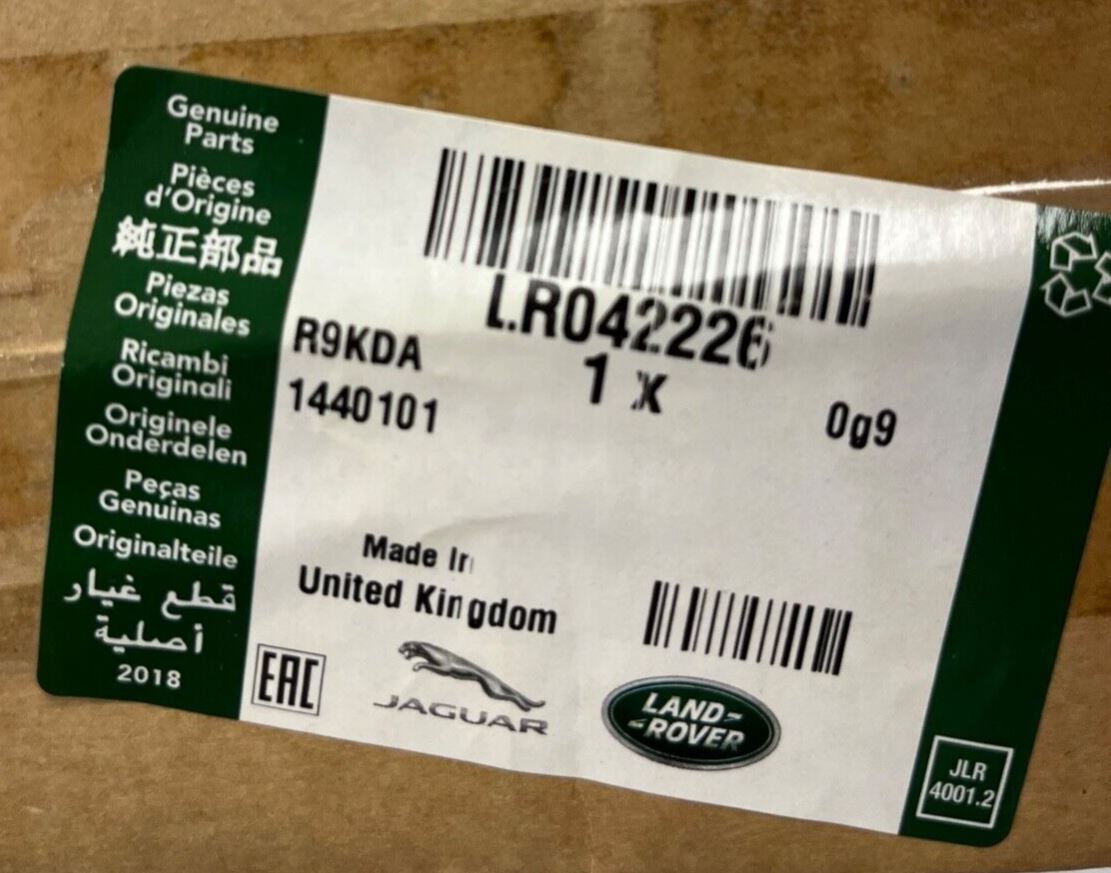 Genuine
Parts
Pièces
d'Origine
純正部品
Piezas
Originales
Ricambi
Originali
Originele
Onderdelen
Peças
Genuinas
Originalteile
قطع غيار
أصلية
2018
LR042226
R9KDA
1 X
1440101
0g9
Made In
United Kingdom
EAC
JAGUAR
LAND-
-ROVER
JLR
4001.2